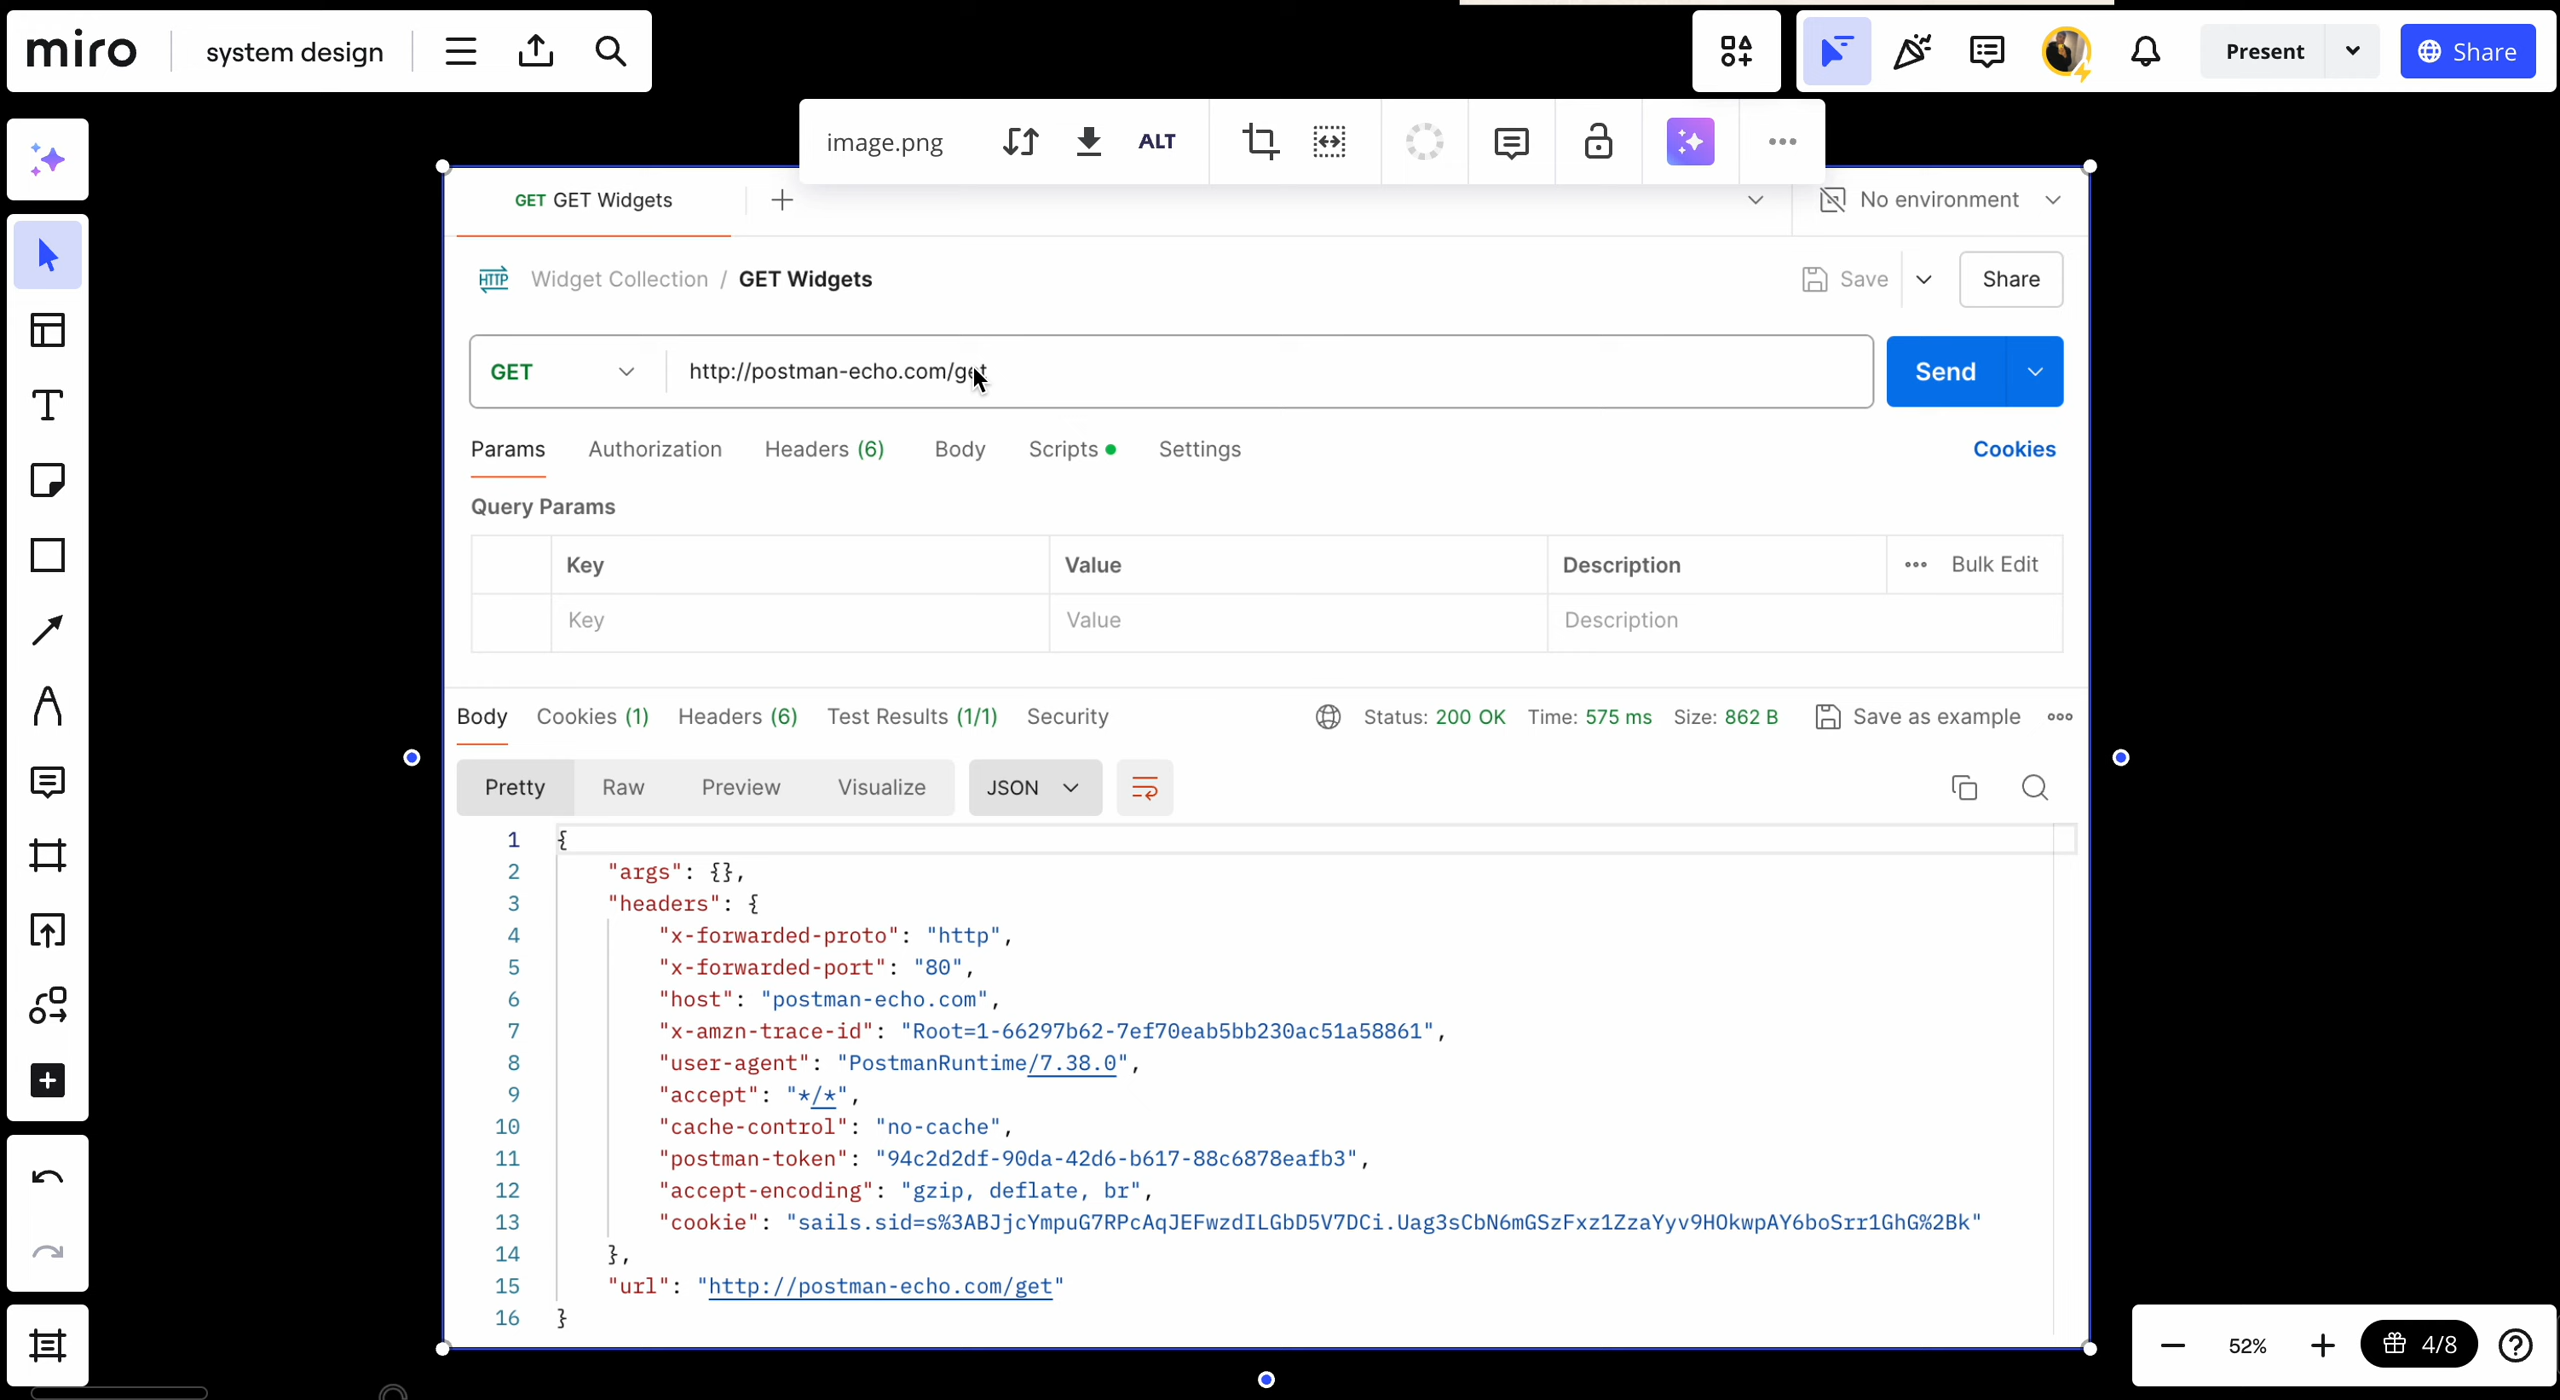 miro system design Present Share
image.png ALT
GET GET Widgets No environment
HTTP Widget Collection / GET Widgets Save Share
GET http://postman-echo.com/get Send
Params Authorization Headers (6) Body Scripts Settings Cookies
Query Params
Key Value Description Bulk Edit
Key Value Description
Body Cookies (1) Headers (6) Test Results (1/1) Security Status: 200 OK Time: 575 ms Size: 862 B Save as example
Pretty Raw Preview Visualize JSON
1 {
2 "args": {},
3 "headers": {
4 "x-forwarded-proto": "http",
5 "x-forwarded-port": "80",
6 "host": "postman-echo.com",
7 "x-amzn-trace-id": "Root=1-66297b62-7ef70eab5bb230ac51a58861",
8 "user-agent": "PostmanRuntime/7.38.0",
9 "accept": "*/*",
10 "cache-control": "no-cache",
11 "postman-token": "94c2d2df-90da-42d6-b617-88c6878eafb3",
12 "accept-encoding": "gzip, deflate, br",
13 "cookie": "sails.sid=s%3ABJjcYmpuG7RPcAqJEFwzdILGbD5V7DCi.Uag3sCbN6mGSzFxz1ZzaYyv9HOkwpAY6boSrr1GhG%2Bk"
14 },
15 "url": "http://postman-echo.com/get"
16 }
52% 4/8